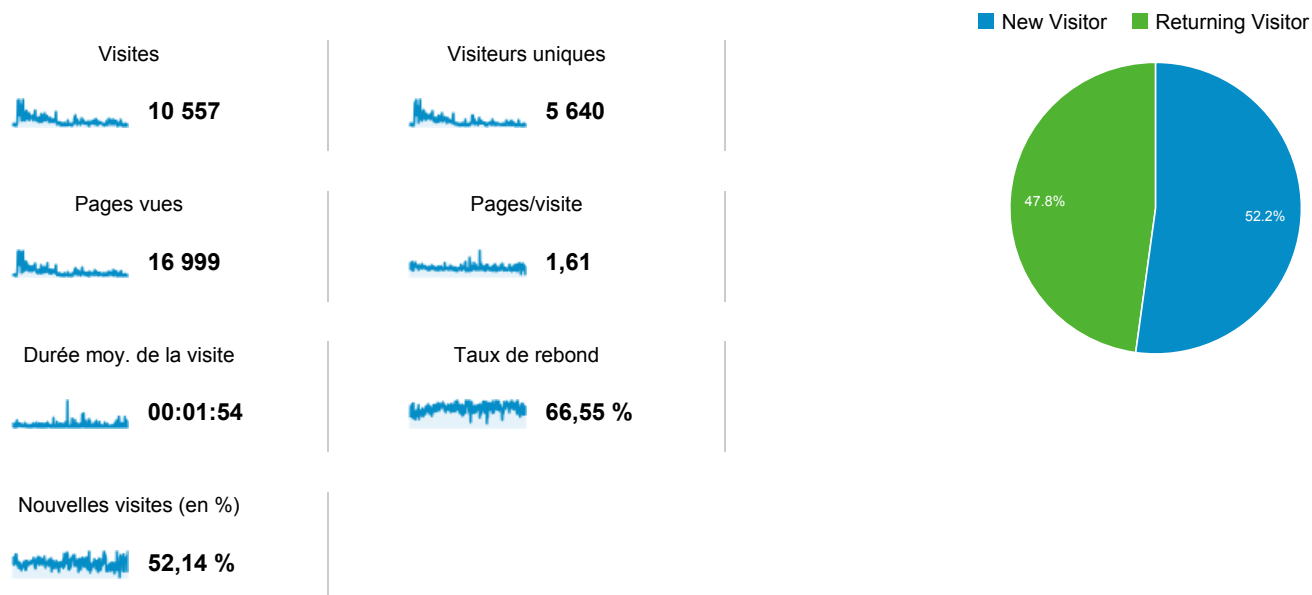 New Visitor Returning Visitor
Visites
10 557
Visiteurs uniques
5 640
Pages vues
16 999
Pages/visite
1,61
Durée moy. de la visite
00:01:54
Taux de rebond
66,55 %
Nouvelles visites (en %)
52,14 %
47.8%
52.2%